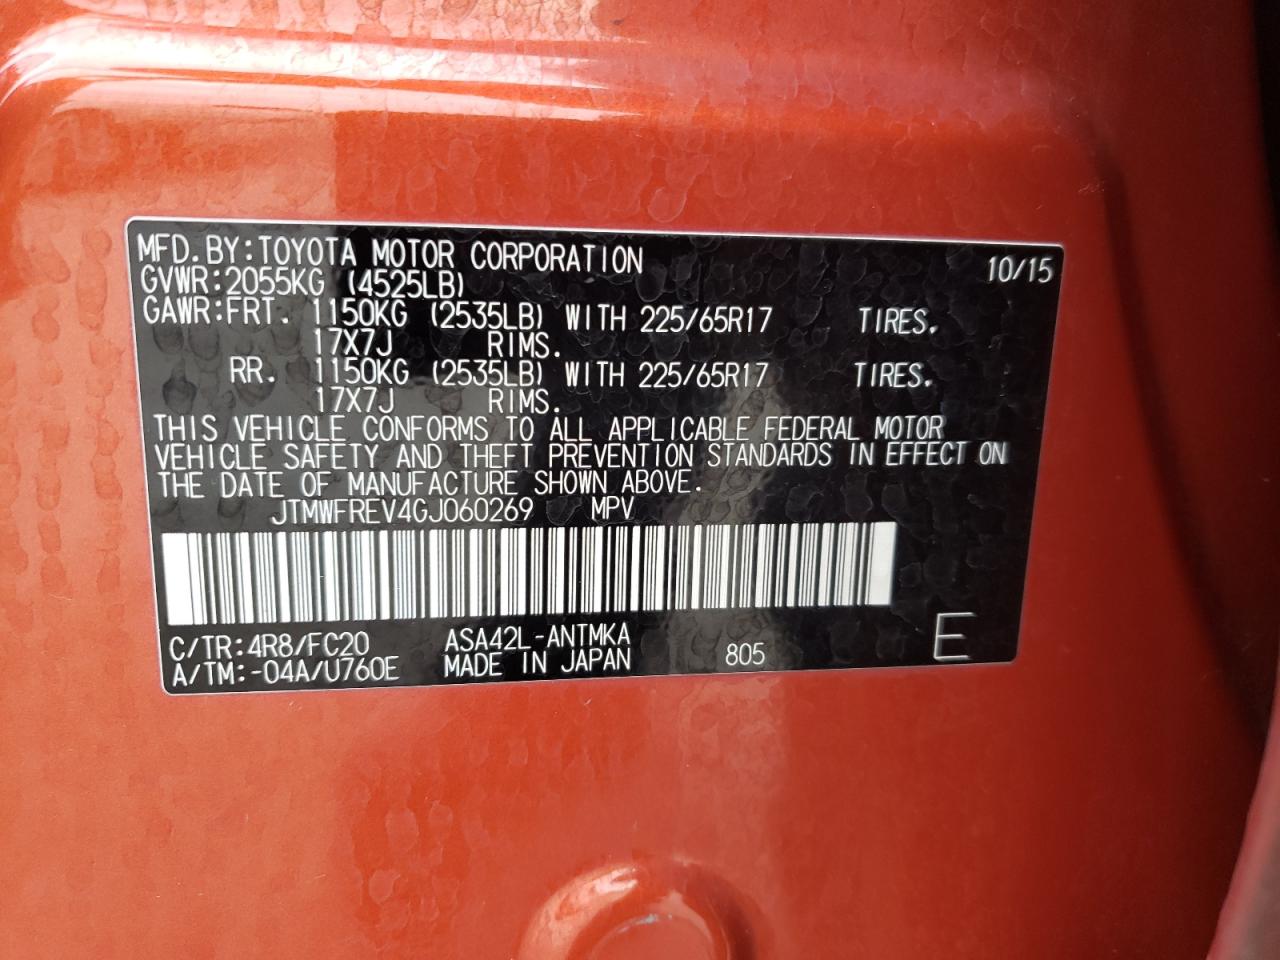 MFD.BY:TOYOTA MOTOR CORPORATION 10/15
GVWR:2055KG (4525LB)
GAWR:FRT. 1150KG (2535LB) WITH 225/65R17 TIRES.
17X7J RIMS.
RR. 1150KG (2535LB) WITH 225/65R17 TIRES.
17X7J RIMS.
THIS VEHICLE CONFORMS TO ALL APPLICABLE FEDERAL MOTOR
VEHICLE SAFETY AND THEFT PREVENTION STANDARDS IN EFFECT ON
THE DATE OF MANUFACTURE SHOWN ABOVE.
JTMWFREV4GJ060269 MPV
C/TR:4R8/FC20 ASA42L-ANTMKA
A/TM:-04A/U760E MADE IN JAPAN 805 E